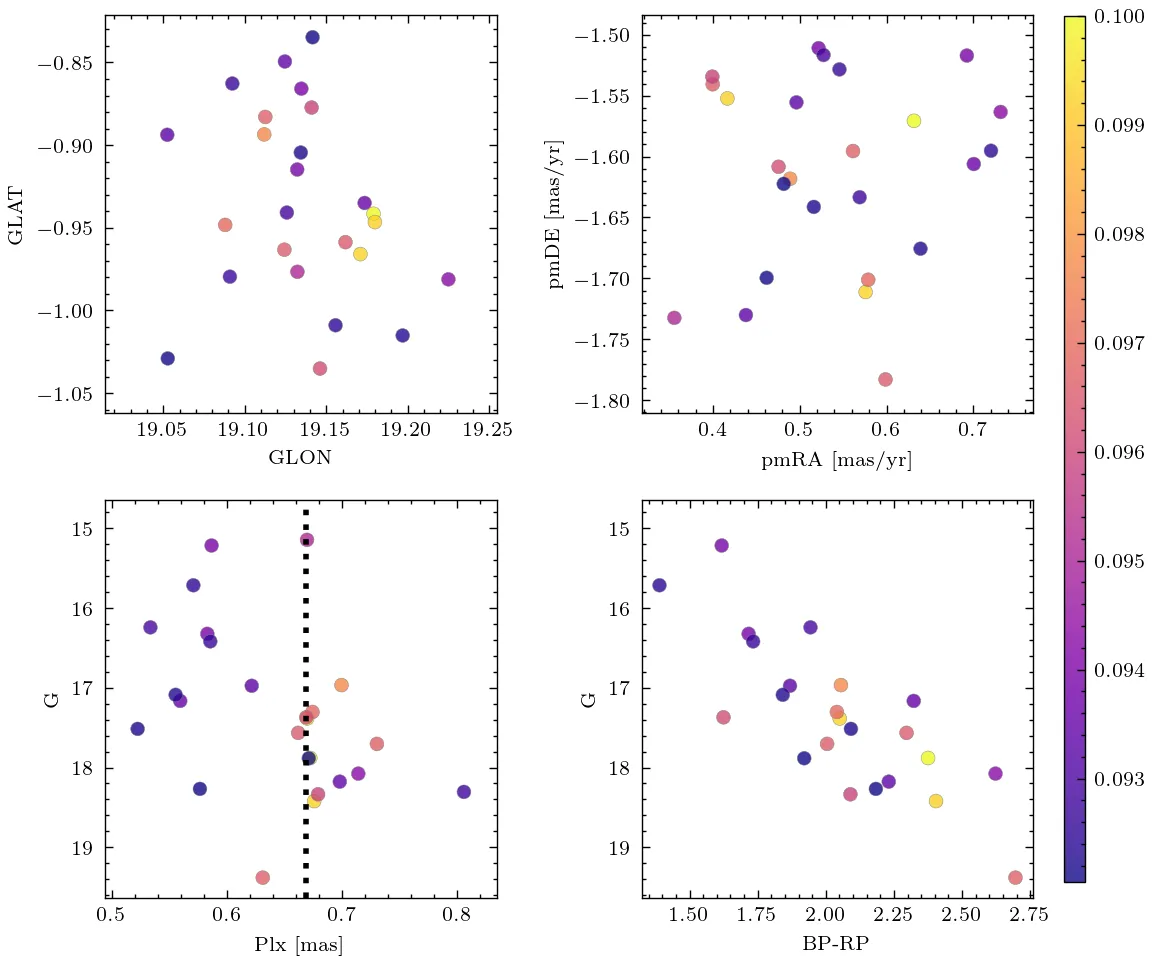 −0.85
−0.90
−0.95
−1.00
−1.05
GLAT
19.05 19.10 19.15 19.20 19.25
GLON
−1.50
−1.55
−1.60
−1.65
−1.70
−1.75
−1.80
pmDE [mas/yr]
0.4 0.5 0.6 0.7
pmRA [mas/yr]
0.100
0.099
0.098
0.097
0.096
0.095
0.094
0.093
15
16
17
18
19
G
0.5 0.6 0.7 0.8
Plx [mas]
15
16
17
18
19
G
1.50 1.75 2.00 2.25 2.50 2.75
BP-RP